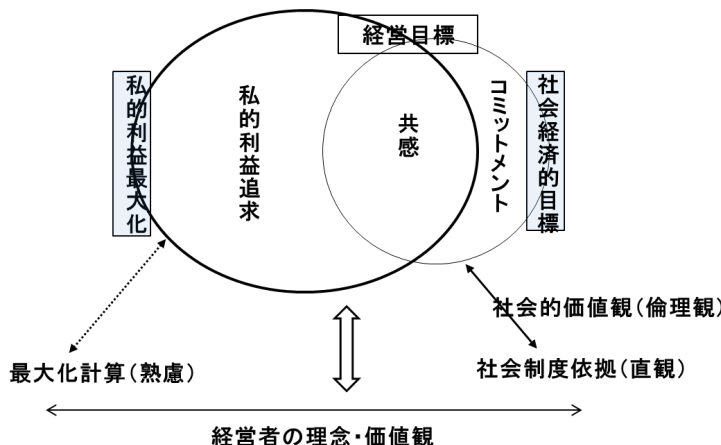 経営目標
私的利益最大化
私的利益追求
共感
コミットメント
社会経済的目標
社会的価値観(倫理観)
最大化計算(熟慮)
社会制度依拠(直観)
経営者の理念・価値観